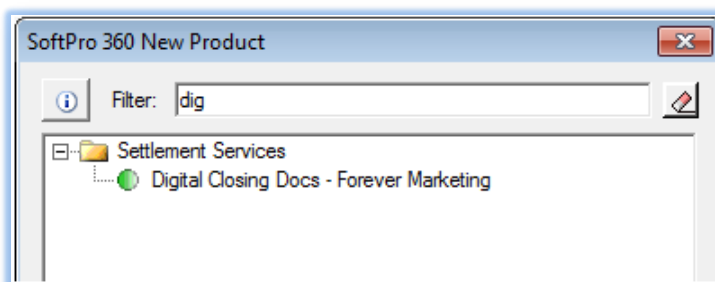 SoftPro 360 New Product
Filter: dig
Settlement Services
Digital Closing Docs - Forever Marketing